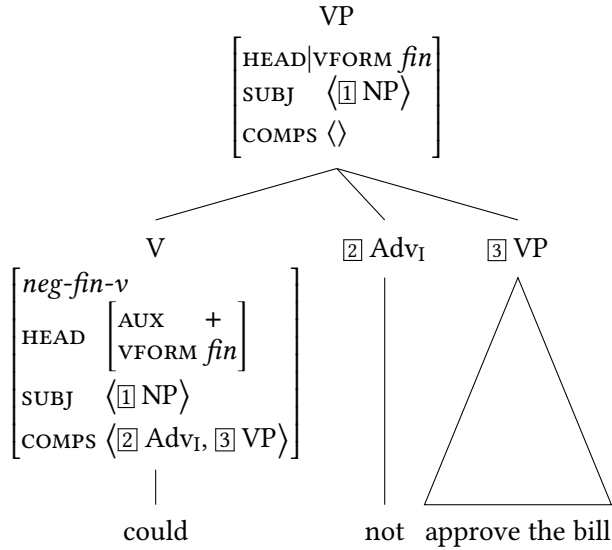 VP
[HEAD|VFORM fin
SUBJ ⟨[1] NP⟩
COMPS ⟨⟩]
V [2] Adv_I [3] VP
[neg-fin-v
HEAD [AUX +
VFORM fin]
SUBJ ⟨[1] NP⟩
COMPS ⟨[2] Adv_I, [3] VP⟩]
could not approve the bill